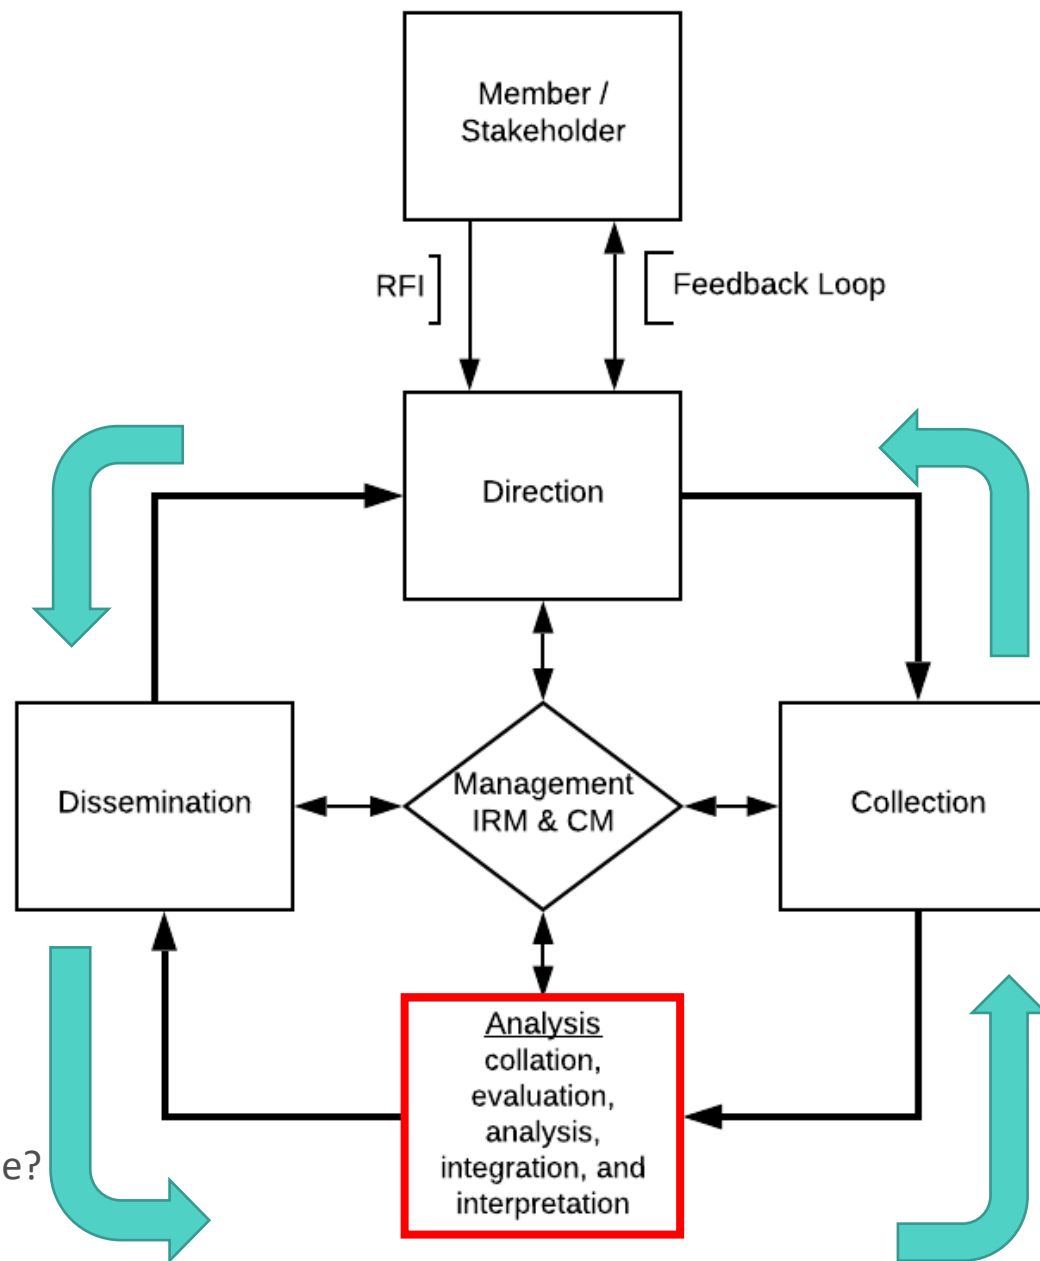 Member /
Stakeholder
RFI
Feedback Loop
Direction
Dissemination
Management
IRM & CM
Collection
Analysis
collation,
evaluation,
analysis,
integration, and
interpretation
e?